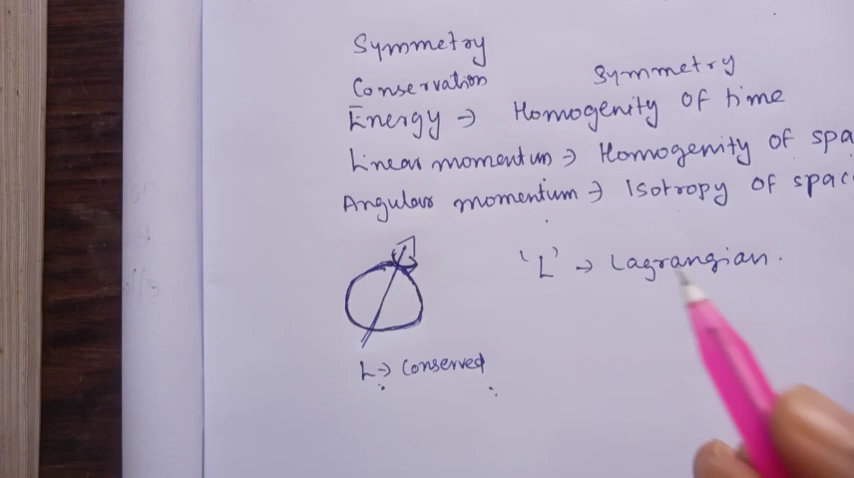 Symmetry
Conservation Symmetry
Energy → Homogenity of time
Linear momentum → Homogenity of spa
Angular momentum → Isotropy of spac
'L' → Lagrangian.
L → Conserved